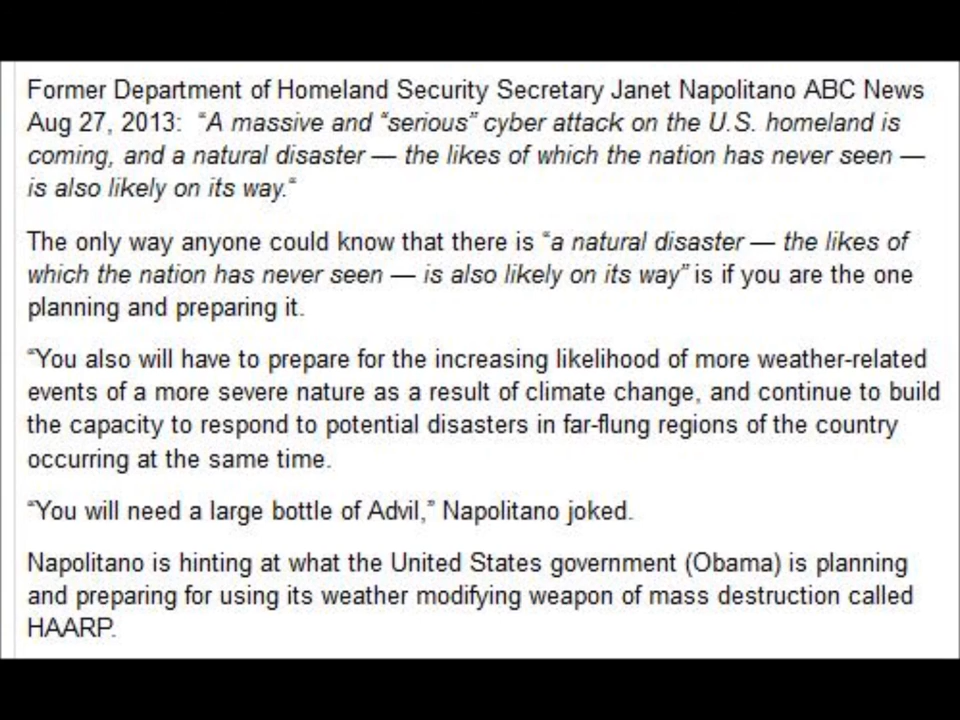 Former Department of Homeland Security Secretary Janet Napolitano ABC News
Aug 27, 2013:  “A massive and “serious” cyber attack on the U.S. homeland is
coming, and a natural disaster — the likes of which the nation has never seen —
is also likely on its way.“
The only way anyone could know that there is “a natural disaster — the likes of
which the nation has never seen — is also likely on its way” is if you are the one
planning and preparing it.
“You also will have to prepare for the increasing likelihood of more weather-related
events of a more severe nature as a result of climate change, and continue to build
the capacity to respond to potential disasters in far-flung regions of the country
occurring at the same time.
“You will need a large bottle of Advil,” Napolitano joked.
Napolitano is hinting at what the United States government (Obama) is planning
and preparing for using its weather modifying weapon of mass destruction called
HAARP.